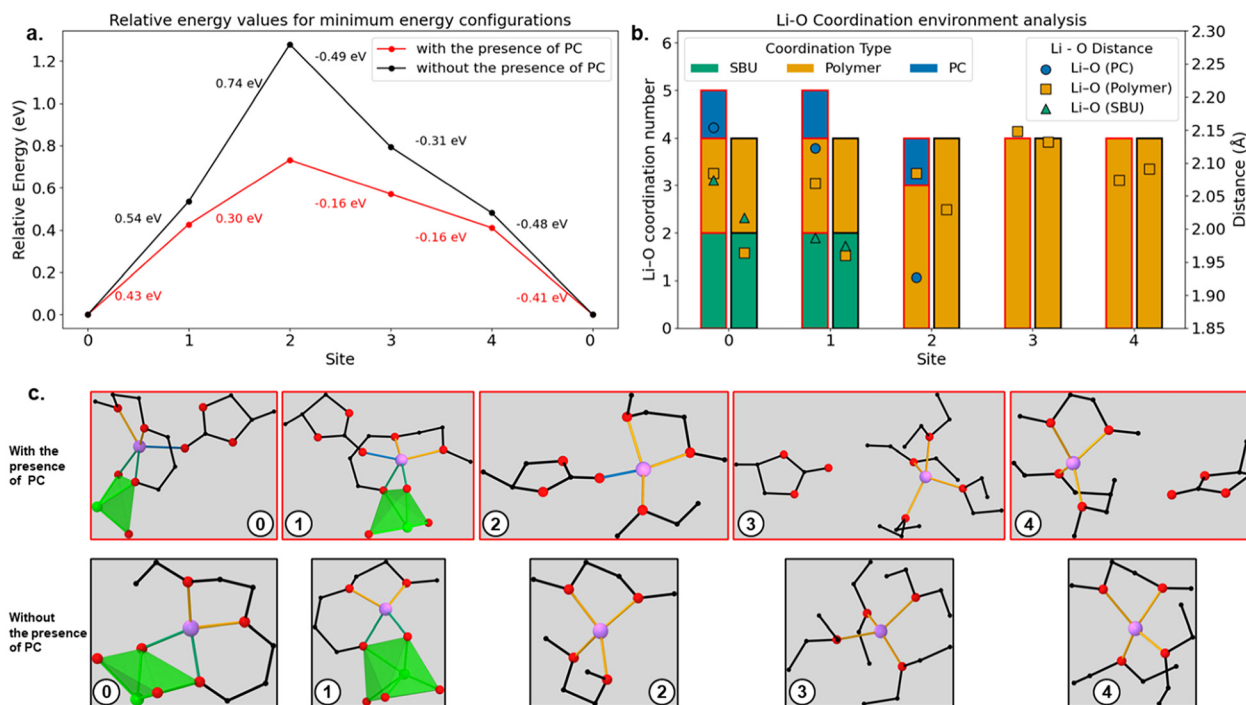 Relative energy values for minimum energy configurations
a.
with the presence of PC
without the presence of PC
1.2
1.0
0.8
0.6
0.4
0.2
0.0
Relative Energy (eV)
0.74 eV
-0.49 eV
-0.31 eV
0.54 eV
0.30 eV
-0.16 eV
-0.48 eV
-0.16 eV
0.43 eV
-0.41 eV
0 1 2 3 4 0
Site
Li-O Coordination environment analysis
b.
Coordination Type
SBU Polymer PC
Li - O Distance
Li–O (PC)
Li–O (Polymer)
Li–O (SBU)
6
5
4
3
2
1
0
Li–O coordination number
2.30
2.25
2.20
2.15
2.10
2.05
2.00
1.95
1.90
1.85
Distance (Å)
0 1 2 3 4
Site
c.
With the
presence
of PC
0
1
2
3
4
Without
the presence
of PC
0
1
2
3
4